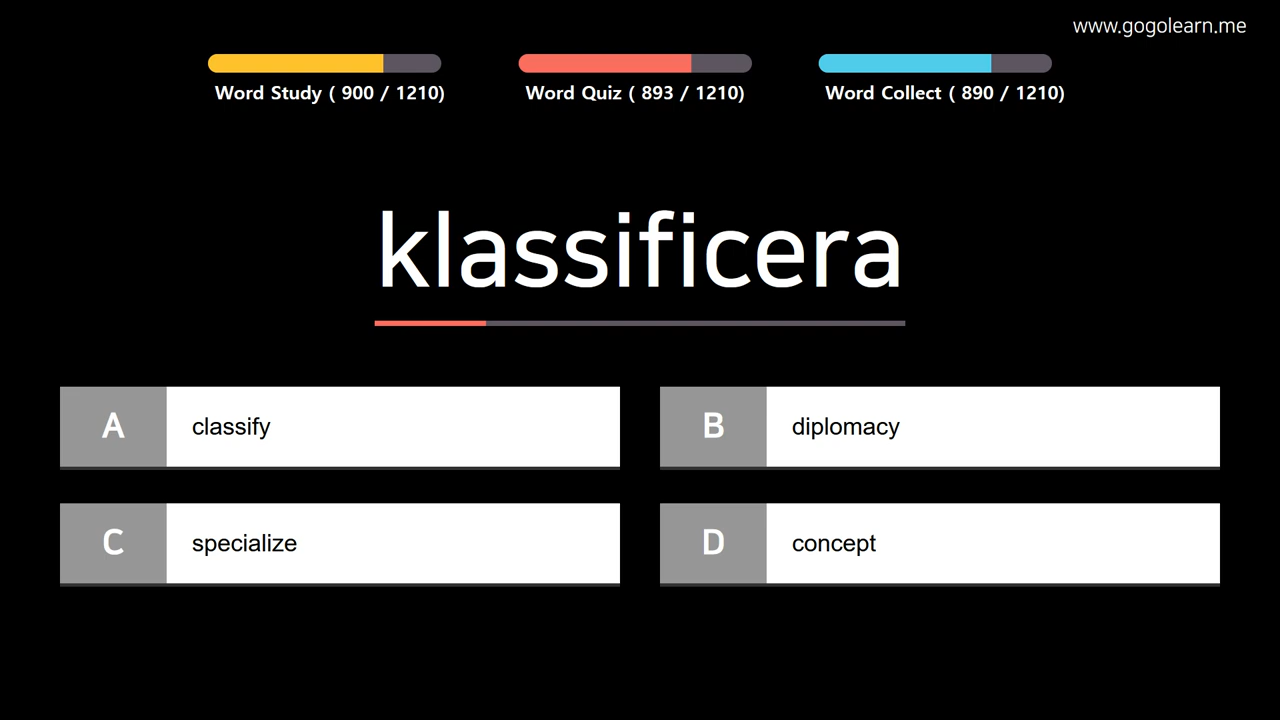 www.gogolearn.me
Word Study ( 900 / 1210)
Word Quiz ( 893 / 1210)
Word Collect ( 890 / 1210)
klassificera
A classify
B diplomacy
C specialize
D concept